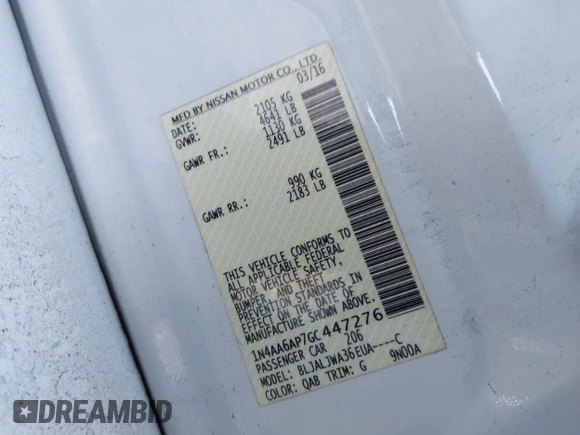 MFD BY NISSAN MOTOR CO., LTD.
DATE: 03/16
GVWR: 2105 KG
4641 LB
GAWR FR.: 1130 KG
2491 LB
GAWR RR.: 990 KG
2183 LB
THIS VEHICLE CONFORMS TO
ALL APPLICABLE FEDERAL
MOTOR VEHICLE SAFETY,
BUMPER, AND THEFT
PREVENTION STANDARDS IN
EFFECT ON THE DATE OF
MANUFACTURE SHOWN ABOVE.
1N4AA6AP7GC447276
PASSENGER CAR 206
MODEL: BLJALJWA36EUA----C
COLOR: QAB TRIM: G 9N00A
DREAMBID